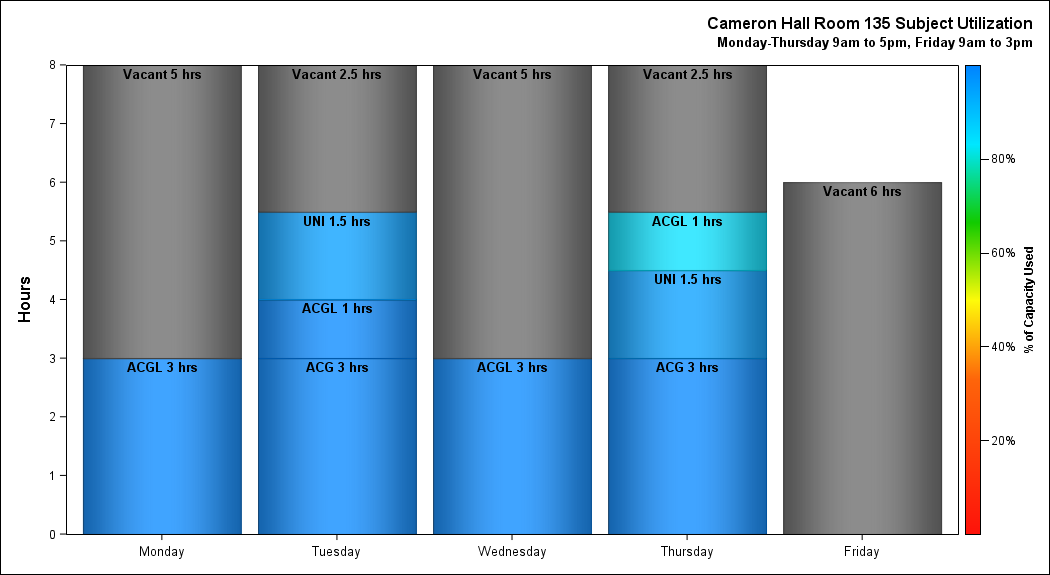 Cameron Hall Room 135 Subject Utilization
Monday-Thursday 9am to 5pm, Friday 9am to 3pm
Hours
8
7
6
5
4
3
2
1
0
Vacant 5 hrs
ACGL 3 hrs
Vacant 2.5 hrs
UNI 1.5 hrs
ACGL 1 hrs
ACG 3 hrs
Vacant 5 hrs
ACGL 3 hrs
Vacant 2.5 hrs
ACGL 1 hrs
UNI 1.5 hrs
ACG 3 hrs
Vacant 6 hrs
Monday
Tuesday
Wednesday
Thursday
Friday
80%
60%
40%
20%
% of Capacity Used